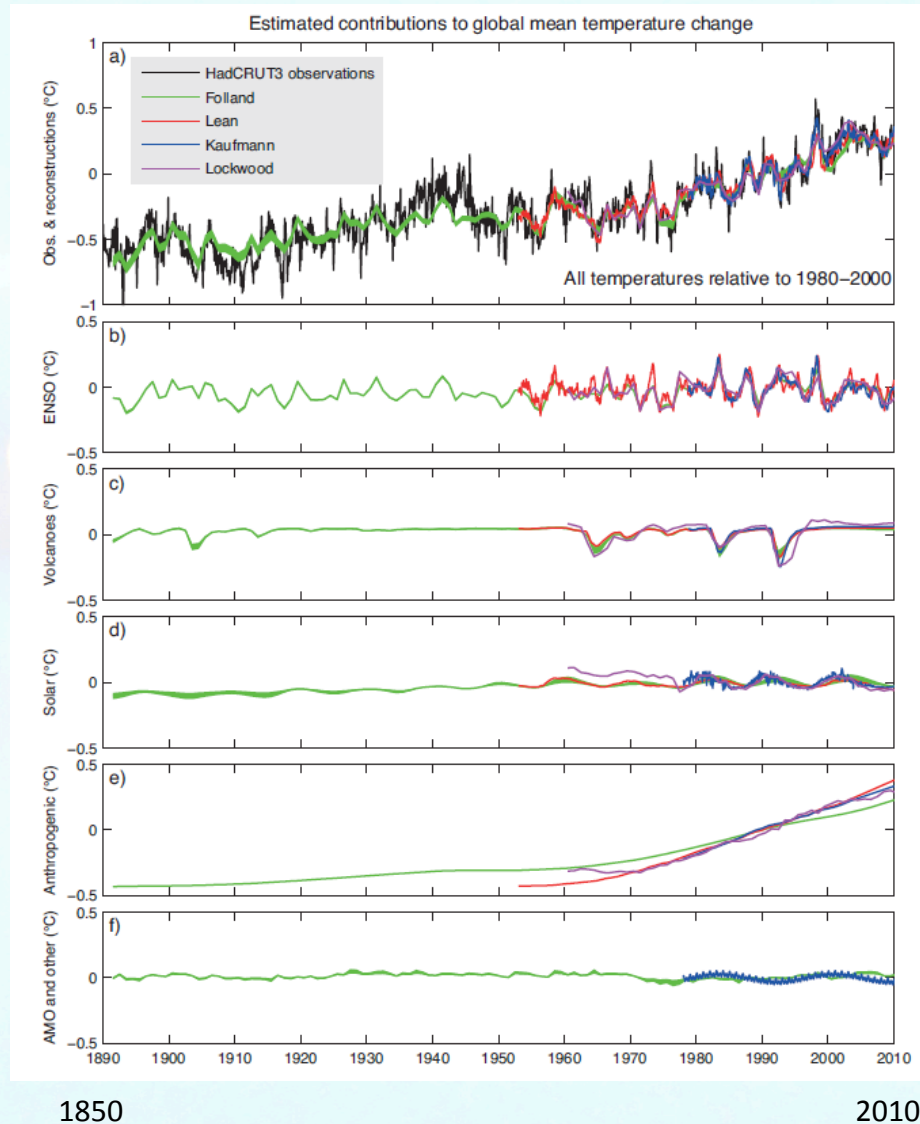 Estimated contributions to global mean temperature change
a)
HadCRUT3 observations
Folland
Lean
Kaufmann
Lockwood
Obs. & reconstructions (°C)
1
0.5
0
−0.5
−1
All temperatures relative to 1980−2000
b)
ENSO (°C)
0.5
0
−0.5
c)
Volcanoes (°C)
0.5
0
−0.5
d)
Solar (°C)
0.5
0
−0.5
e)
Anthropogenic (°C)
0.5
0
−0.5
f)
AMO and other (°C)
0.5
0
−0.5
1890 1900 1910 1920 1930 1940 1950 1960 1970 1980 1990 2000 2010
1850 2010